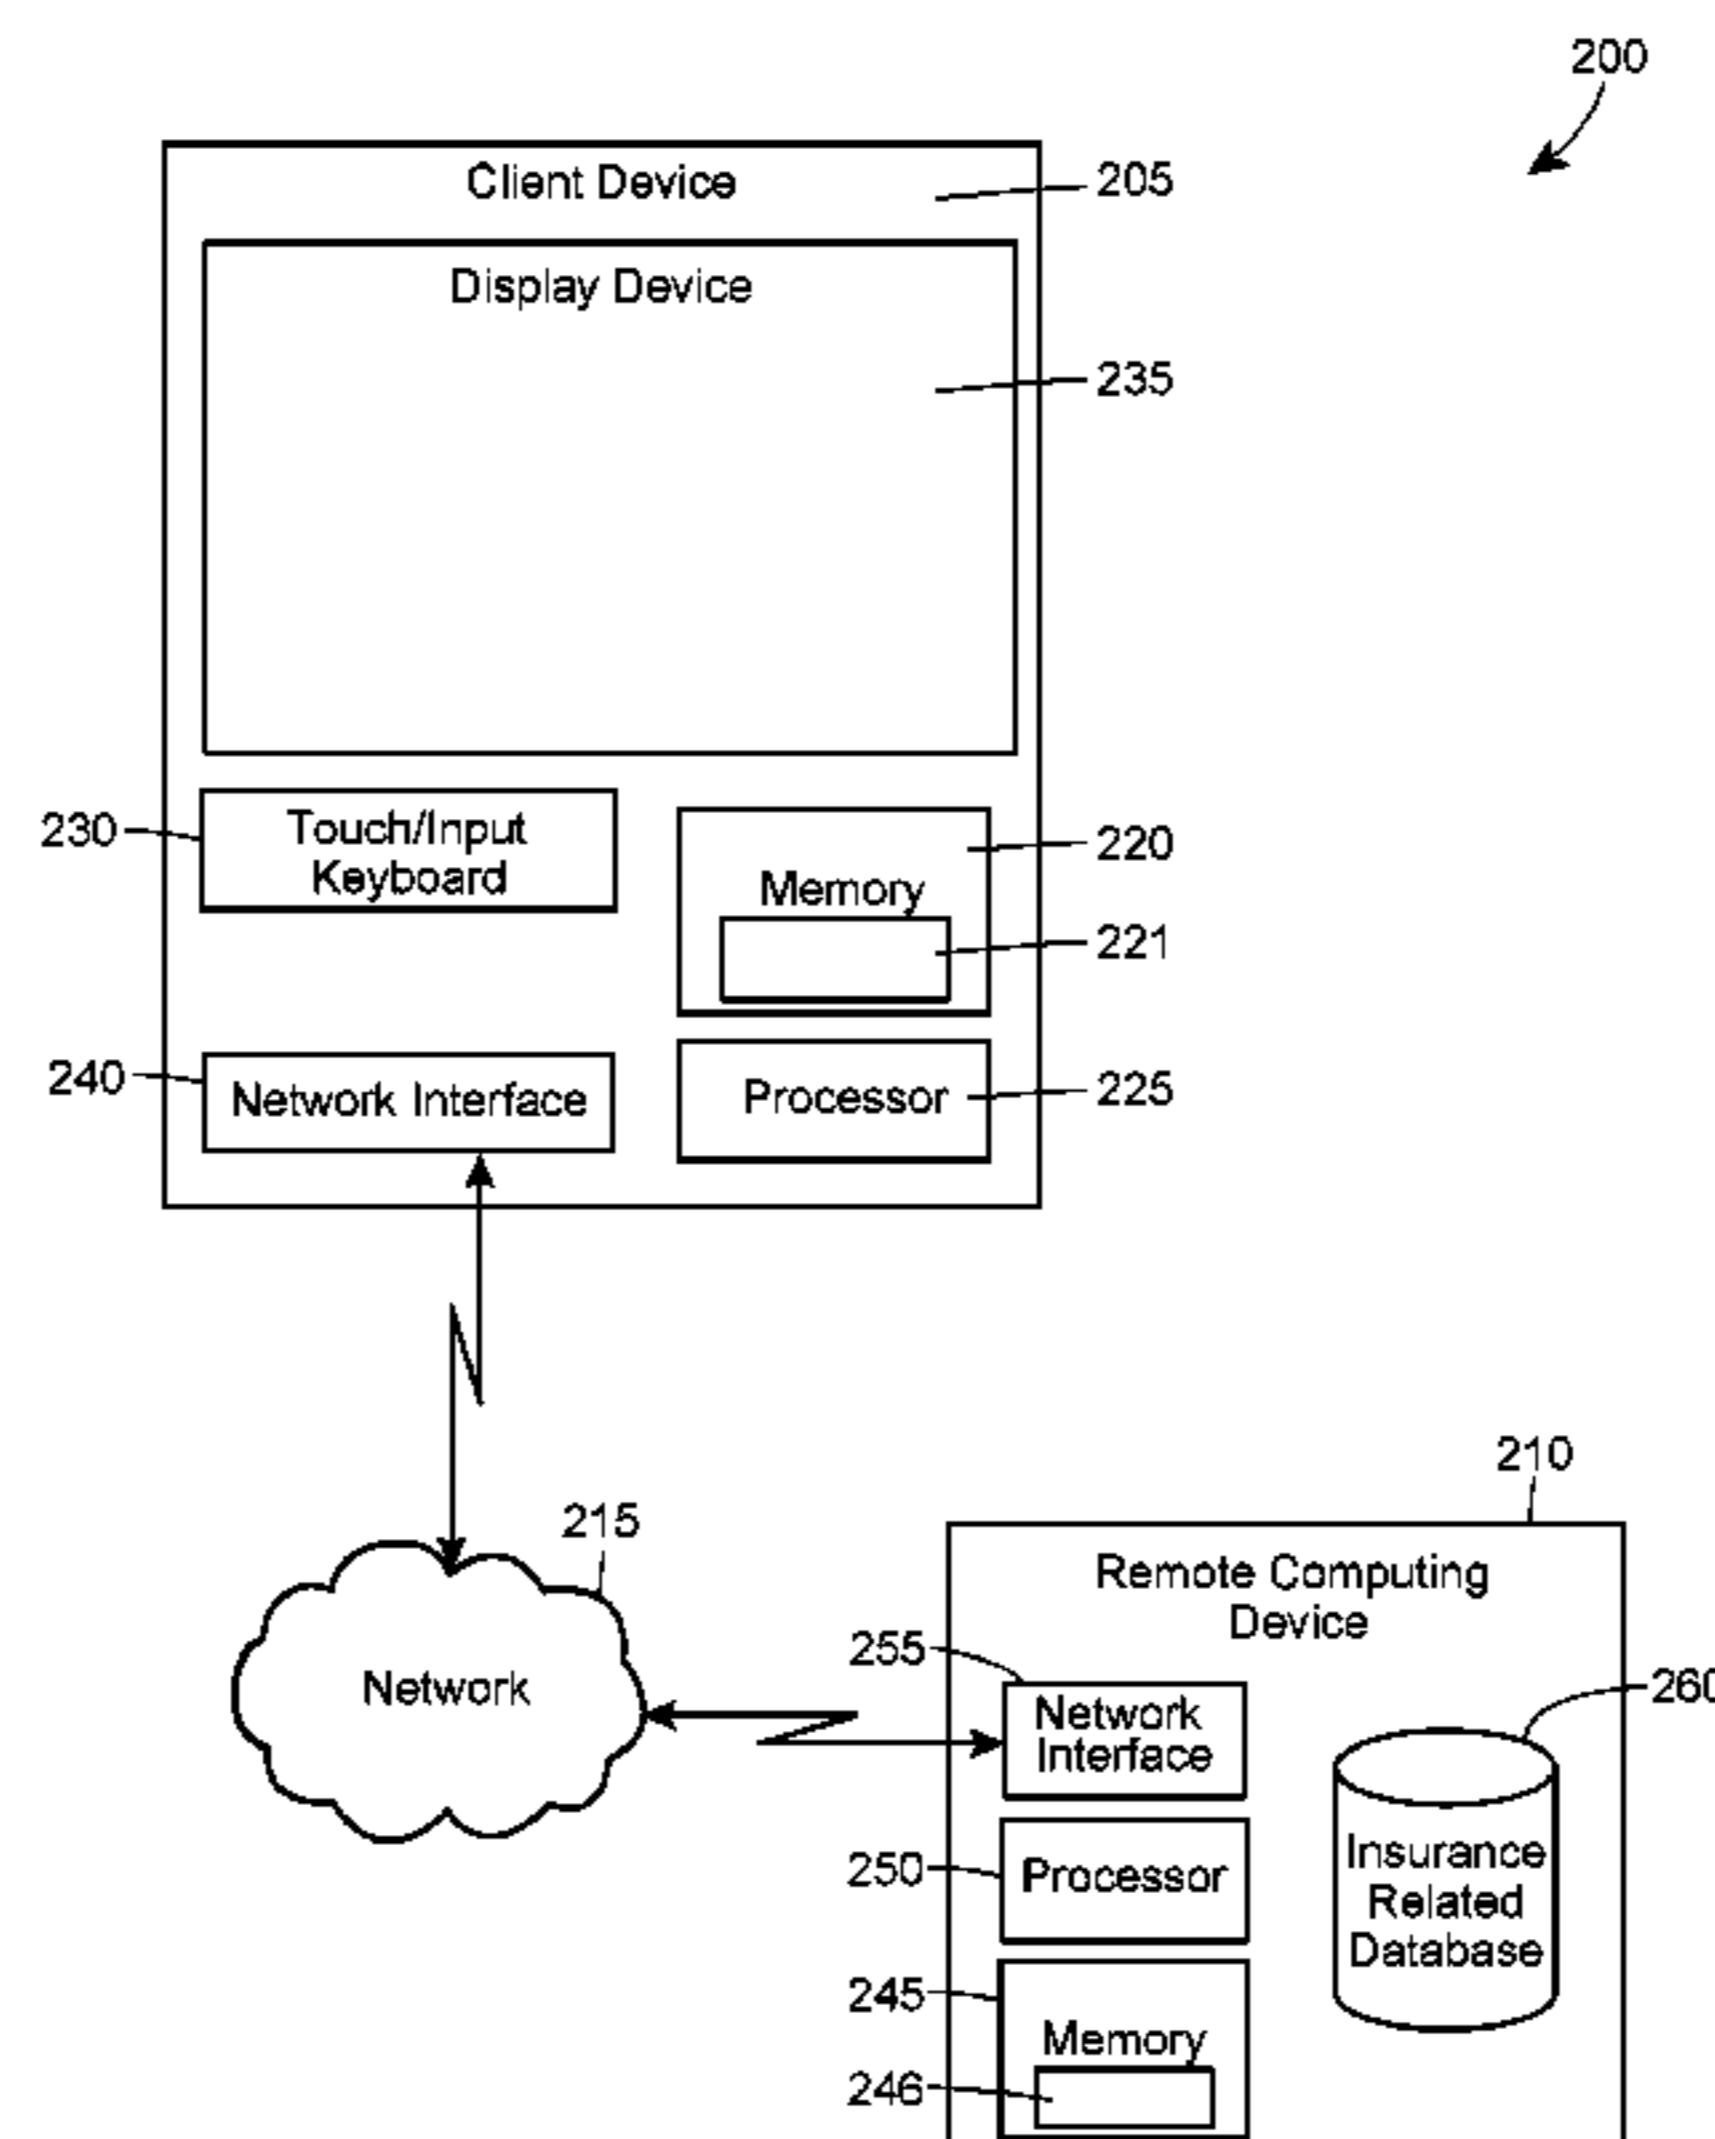 200
Client Device
205
Display Device
235
230
Touch/Input
Keyboard
220
Memory
221
240
Network Interface
Processor
225
210
215
Remote Computing
Device
255
Network
Network
Interface
260
250
Processor
Insurance
Related
Database
245
Memory
246